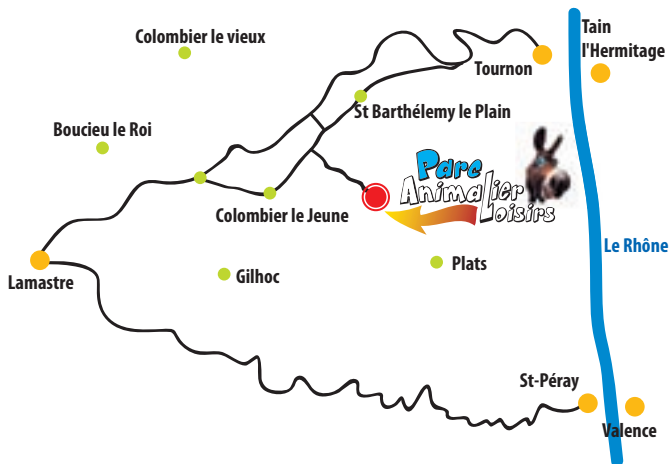 Colombier le vieux
Tain
l'Hermitage
Tournon
St Barthélemy le Plain
Boucieu le Roi
Parc
Animalier
Loisirs
Colombier le Jeune
Le Rhône
Lamastre
Gilhoc
Plats
St-Péray
Valence